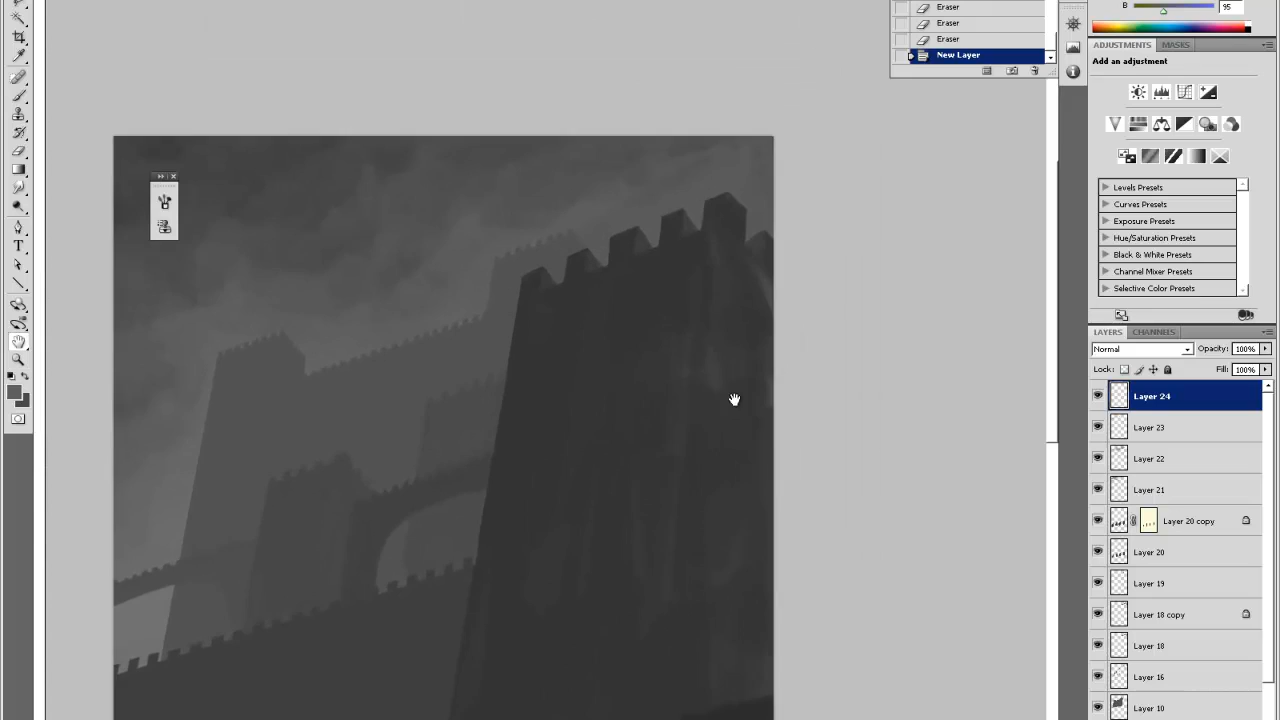 Eraser
Eraser
Eraser
New Layer
B 95
ADJUSTMENTS MASKS
Add an adjustment
Levels Presets
Curves Presets
Exposure Presets
Hue/Saturation Presets
Black & White Presets
Channel Mixer Presets
Selective Color Presets
LAYERS CHANNELS
Normal Opacity: 100%
Lock: Fill: 100%
Layer 24
Layer 23
Layer 22
Layer 21
Layer 20 copy
Layer 20
Layer 19
Layer 18 copy
Layer 18
Layer 16
Layer 10